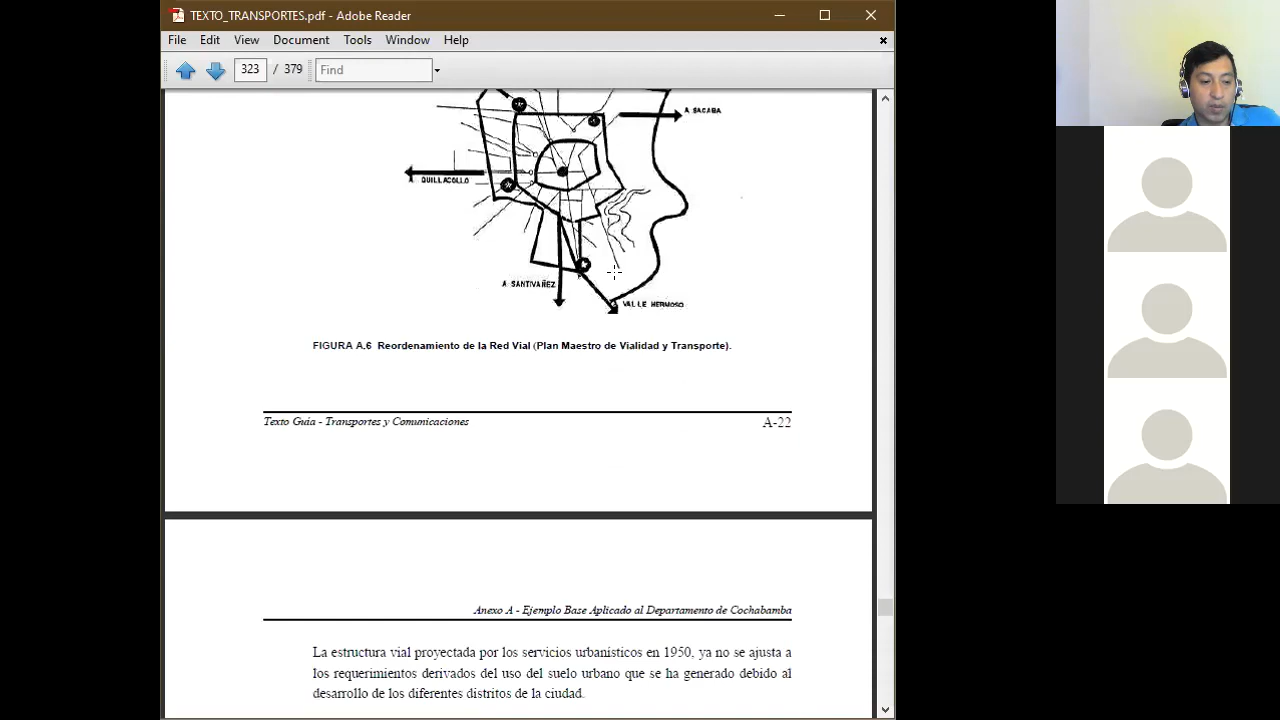 TEXTO_TRANSPORTES.pdf - Adobe Reader
File Edit View Document Tools Window Help
323 / 379 Find
A SACABA
A QUILLACOLLO
A SANTIVAÑEZ
VALLE HERMOSO
FIGURA A.6 Reordenamiento de la Red Vial (Plan Maestro de Vialidad y Transporte).
Texto Guia - Transportes y Comunicaciones A-22
Anexo A - Ejemplo Base Aplicado al Departamento de Cochabamba
La estructura vial proyectada por los servicios urbanísticos en 1950, ya no se ajusta a
los requerimientos derivados del uso del suelo urbano que se ha generado debido al
desarrollo de los diferentes distritos de la ciudad.